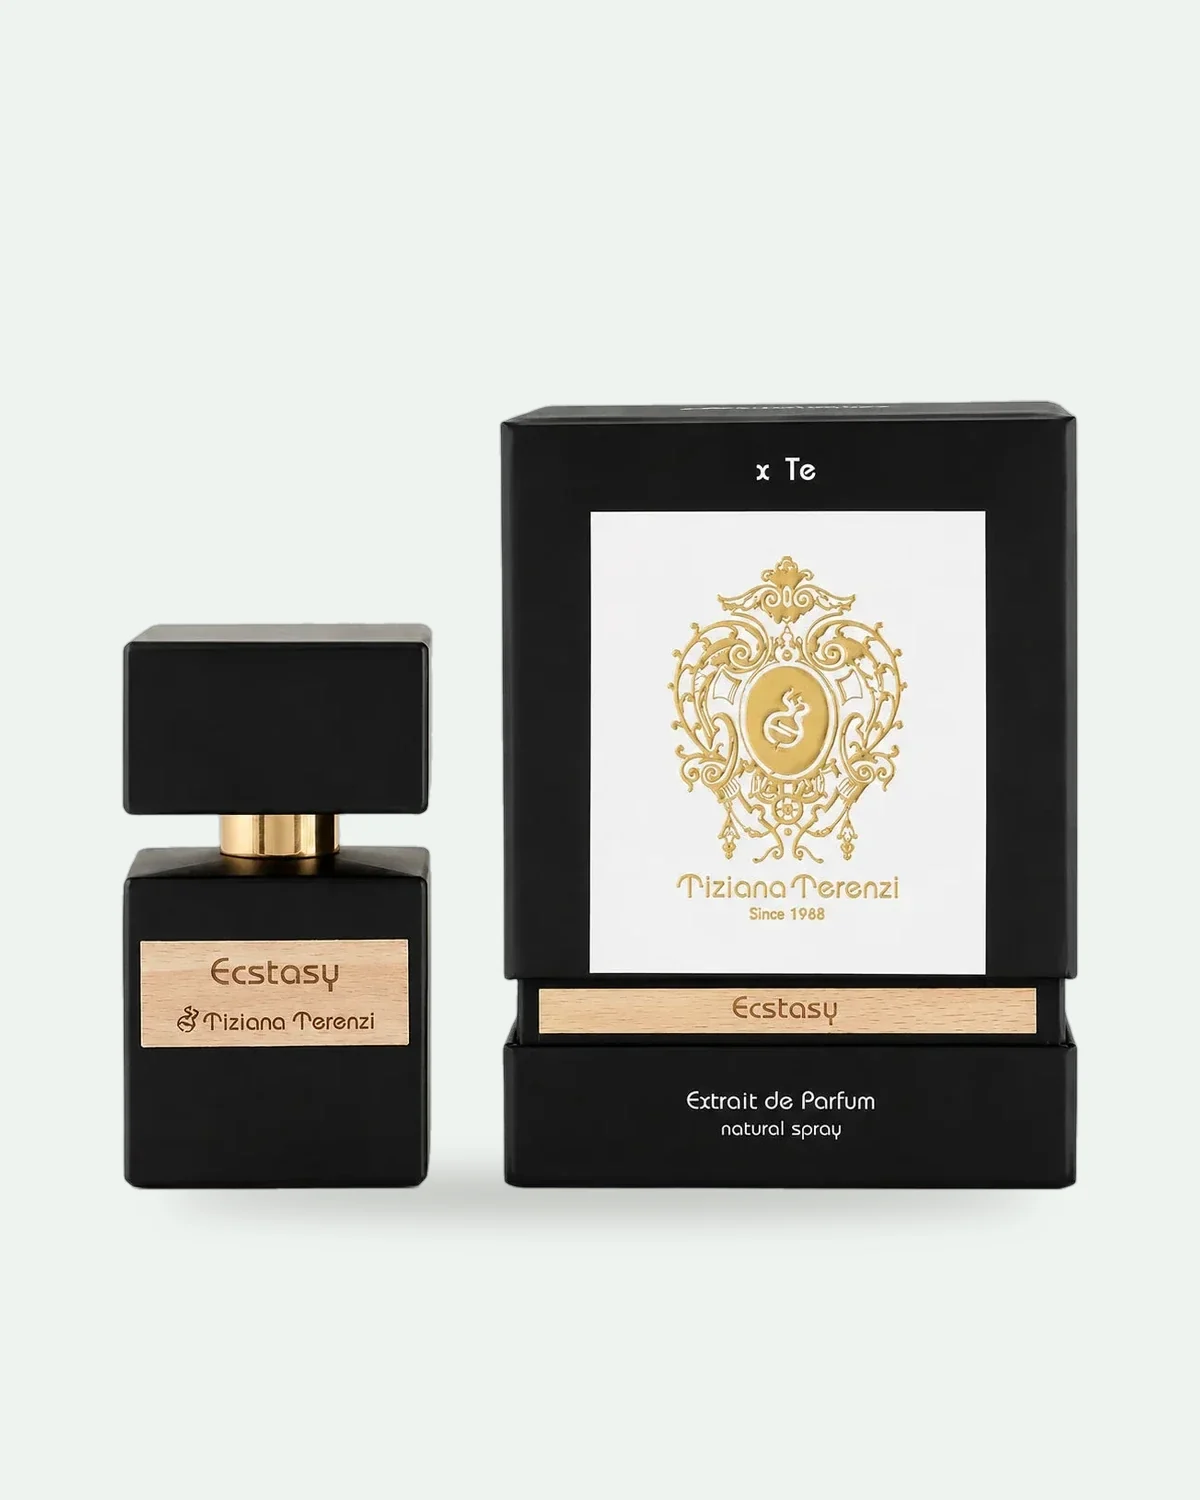 x Te
Tiziana Terenzi
Since 1988
Ecstasy
Tiziana Terenzi
Ecstasy
Extrait de Parfum
natural spray